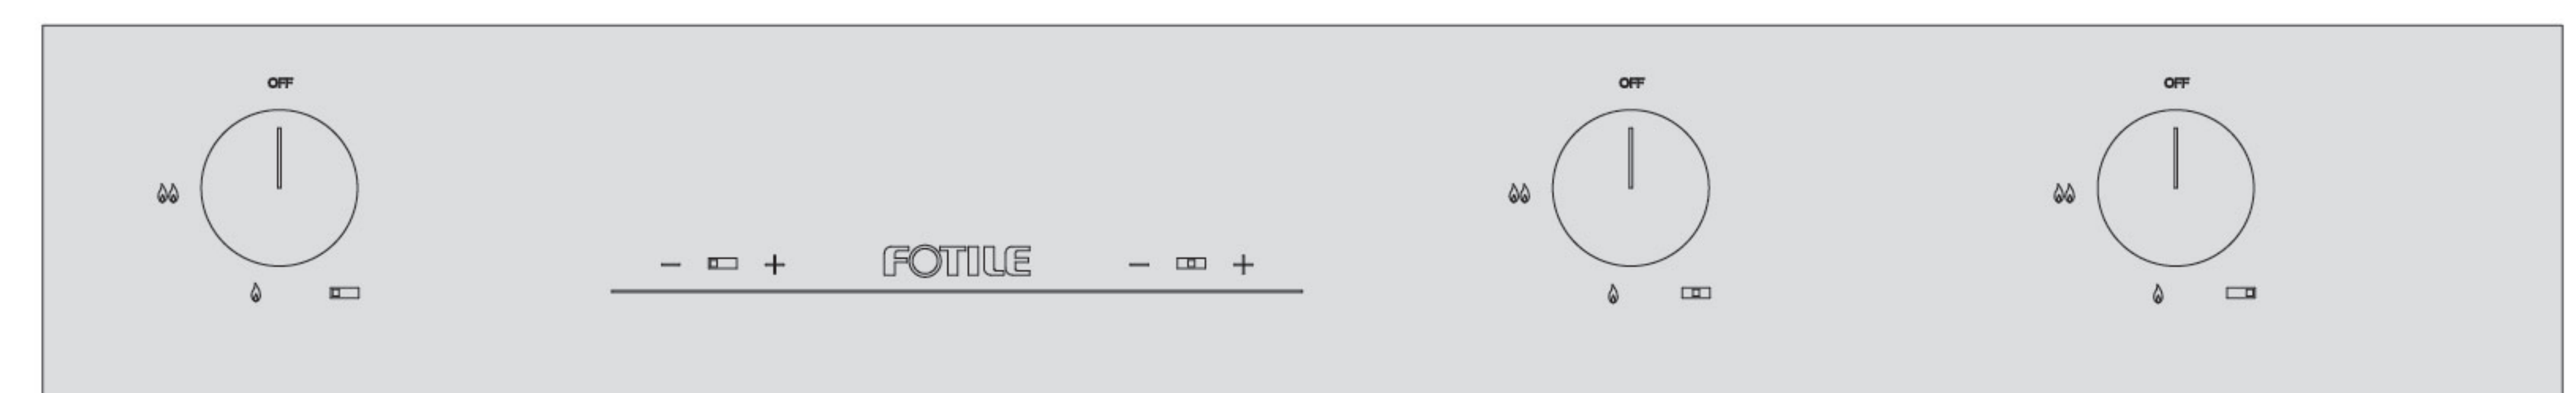 OFF OFF OFF
− + FOTILE − +